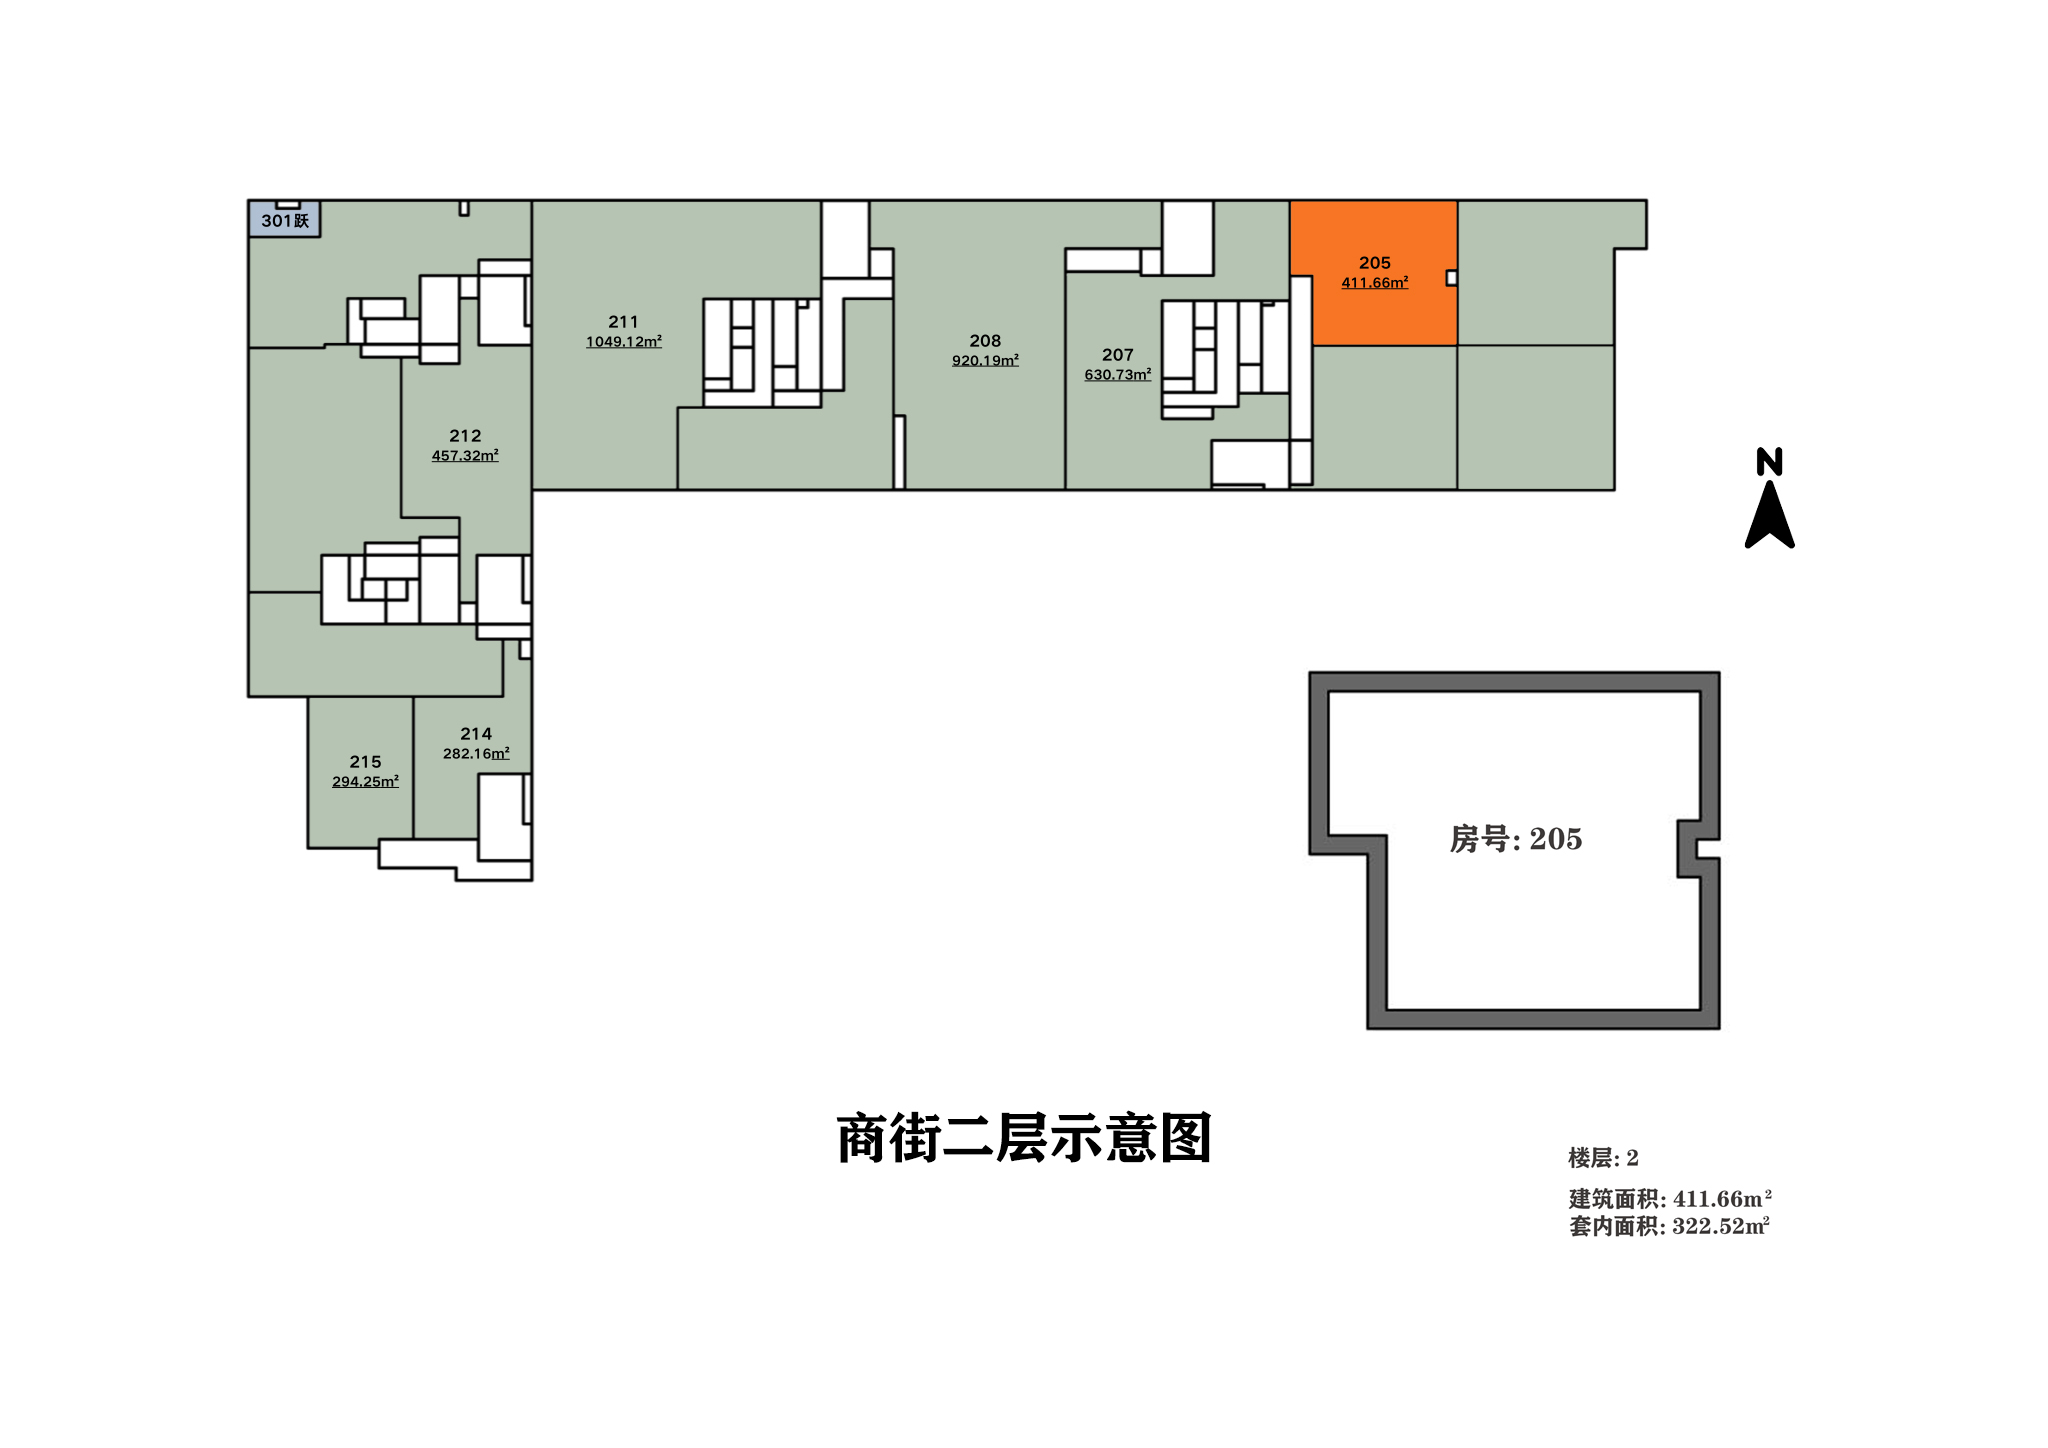 301跃
205
411.66m²
211
1049.12m²
208
920.19m²
207
630.73m²
212
457.32m²
N
214
282.16m²
215
294.25m²
房号: 205
商街二层示意图
楼层: 2
建筑面积: 411.66m²
套内面积: 322.52m²